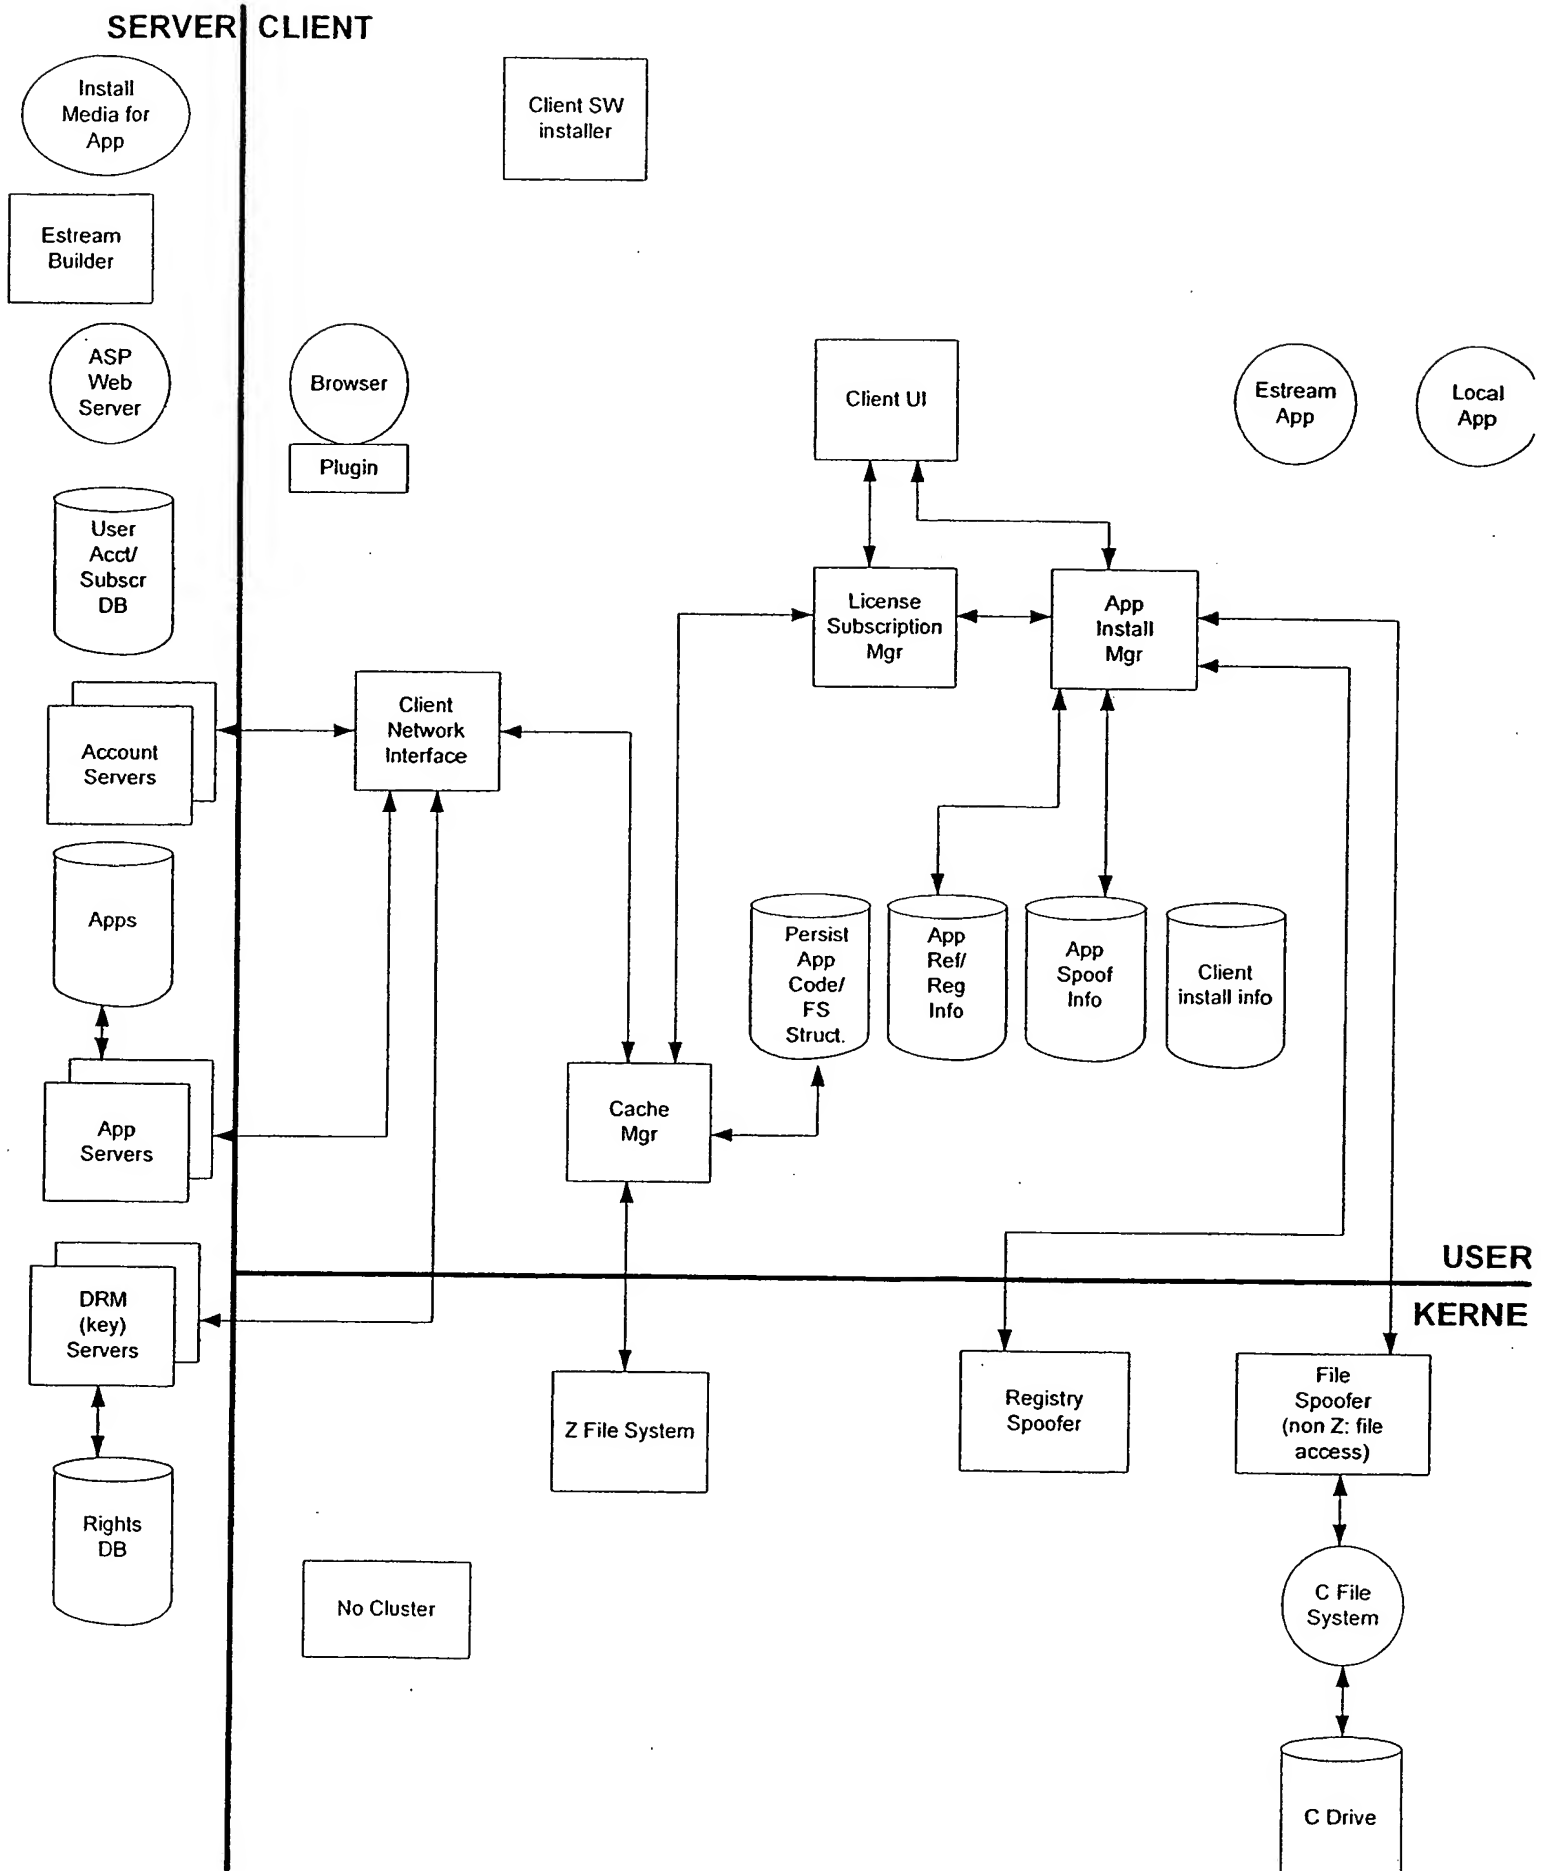 SERVER CLIENT
Install
Media for
App
Client SW
installer
Estream
Builder
ASP
Web
Server
Browser
Plugin
Client UI
Estream
App
Local
App
User
Acct/
Subscr
DB
License
Subscription
Mgr
App
Install
Mgr
Account
Servers
Client
Network
Interface
Apps
Persist
App
Code/
FS
Struct.
App
Ref/
Reg
Info
App
Spoof
Info
Client
install info
App
Servers
Cache
Mgr
USER
KERNE
DRM
(key)
Servers
Z File System
Registry
Spoofer
File
Spoofer
(non Z: file
access)
Rights
DB
No Cluster
C File
System
C Drive